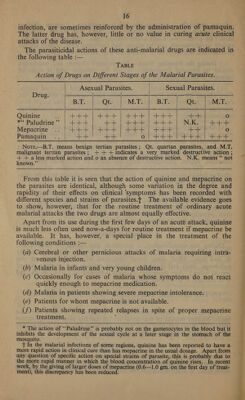 16
infection, are sometimes reinforced by the administration of pamaquin.
The latter drug has, however, little or no value in curing acute clinical
attacks of the disease.
The parasiticidal actions of these anti-malarial drugs are indicated in
the following table :—
TABLE
Action of Drugs on Different Stages of the Malarial Parasites.
Drug. Asexual Parasites. Sexual Parasites.
B.T. Qt. M.T. B.T. Qt. M.T.
Quinine
*“ Paludrine ” N.K.
Mepacrine
Pamaquin
NOTE.—B.T. means benign tertian parasites ; Qt. quartan parasites, and M.T.
malignant tertian parasites ; + + + indicates a very marked destructive action ;
+ + a less marked action and o an absence of destructive action. N.K. means “ not
known.”
From this table it is seen that the action of quinine and mepacrine on
the parasites are identical, although some variation in the degree and
rapidity of their effects on clinical symptoms has been recorded with
different species and strains of parasites.† The available evidence goes
to show, however, that for the routine treatment of ordinary acute
malarial attacks the two drugs are almost equally effective.
Apart from its use during the first few days of an acute attack, quinine
is much less often used now-a-days for routine treatment if mepacrine be
available. It has, however, a special place in the treatment of the
following conditions :—
(a) Cerebral or other pernicious attacks of malaria requiring intra-
venous injection.
(b) Malaria in infants and very young children.
(c) Occasionally for cases of malaria whose symptoms do not react
quickly enough to mepacrine medication.
(d) Malaria in patients showing severe mepacrine intolerance.
(e) Patients for whom mepacrine is not available.
(f) Patients showing repeated relapses in spite of proper mepacrine
treatment.
* The action of “ Paludrine ” is probably not on the gametocytes in the blood but it
inhibits the development of the sexual cycle at a later stage in the stomach of the
mosquito.
† In the malarial infections of some regions, quinine has been reported to have a
more rapid action in clinical cure than has mepacrine in the usual dosage. Apart from
any question of specific action on special strains of parasite, this is probably due to
the more rapid manner in which the blood concentration of quinine rises. In recent
week, by the giving of larger doses of mepacrine (0.6—1.0 gm. on the first day of treat-
ment), this discrepancy has been reduced.